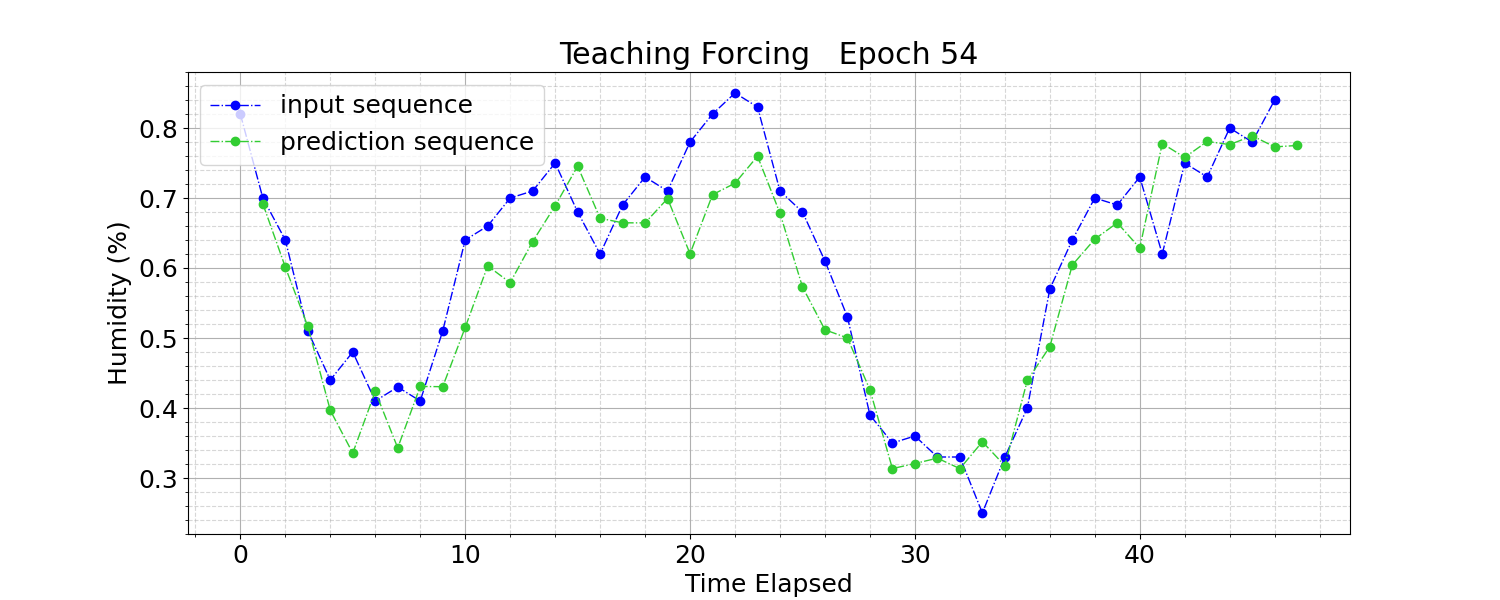 Teaching Forcing   Epoch 54
input sequence
prediction sequence
Humidity (%)
0.8
0.7
0.6
0.5
0.4
0.3
0 10 20 30 40
Time Elapsed